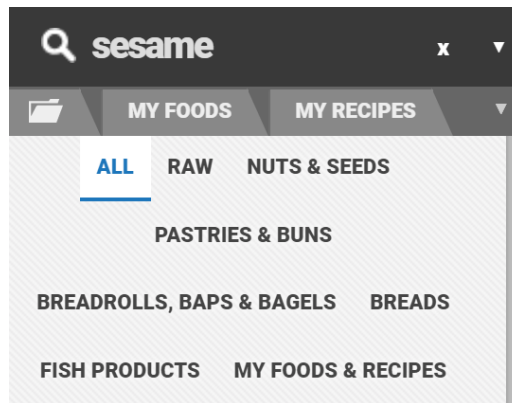 sesame x ▼
MY FOODS MY RECIPES ▼
ALL RAW NUTS & SEEDS
PASTRIES & BUNS
BREADROLLS, BAPS & BAGELS BREADS
FISH PRODUCTS MY FOODS & RECIPES